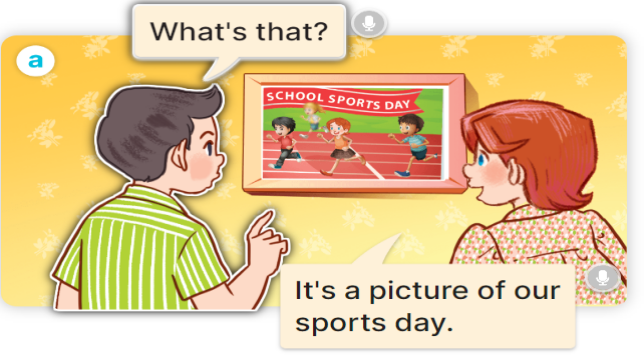 What's that?
a
SCHOOL SPORTS DAY
It's a picture of our
sports day.